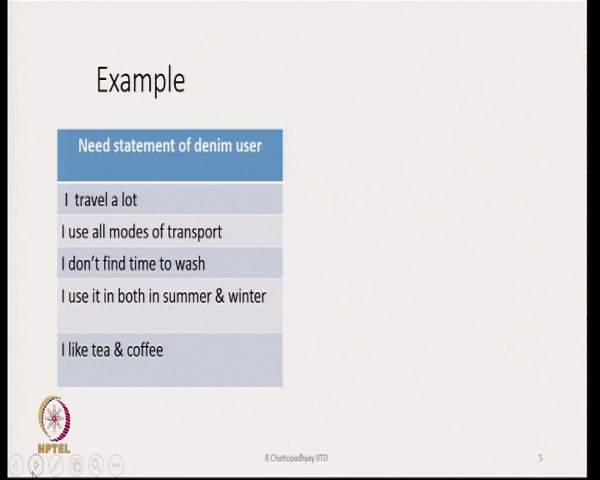 Example
Need statement of denim user
I travel a lot
I use all modes of transport
I don't find time to wash
I use it in both in summer & winter
I like tea & coffee
NPTEL
R Chattopadhyay IITD
5